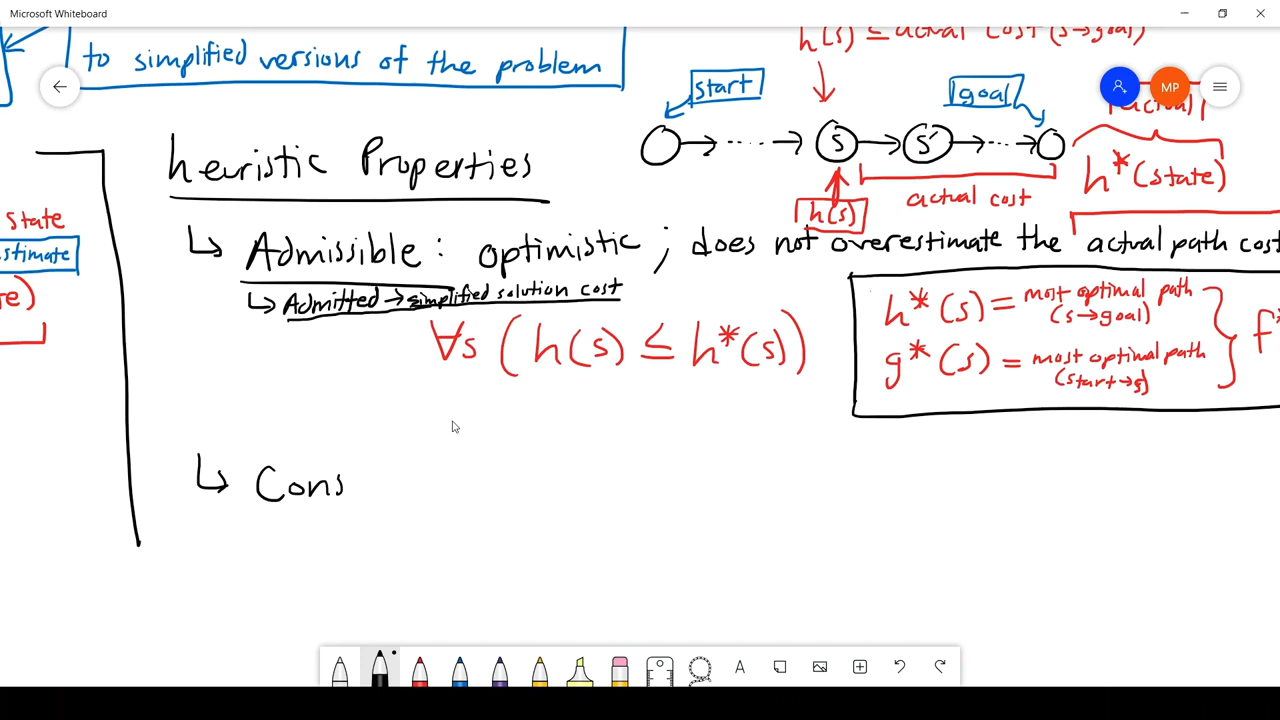 Microsoft Whiteboard
to simplified versions of the problem
h(s) ≤ actual cost (s→goal)
start
goal
MP
(actual)
S
S'
h*(state)
actual cost
h(s)
heuristic Properties
state
stimate
↳ Admissible: optimistic; does not overestimate the actual path cost
↳ Admitted → simplified solution cost
∀s (h(s) ≤ h*(s))
h*(s) = most optimal path
(s→goal)
g*(s) = most optimal path
(start→s)
f*
↳ Cons